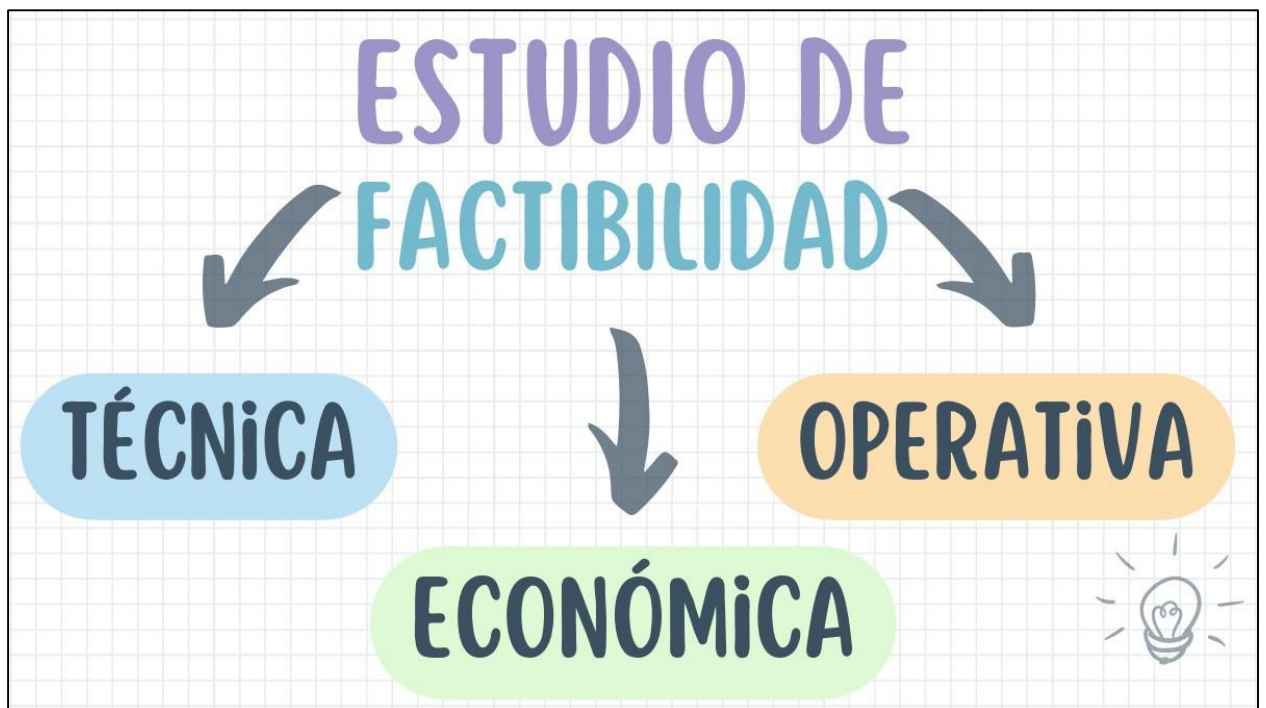 ESTUDIO DE
FACTIBILIDAD
TÉCNiCA
OPERATiVA
ECONÓMiCA